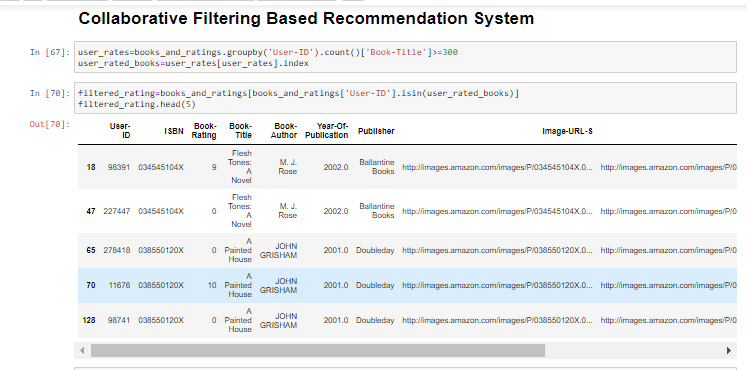 Collaborative Filtering Based Recommendation System
In [67]: user_rates=books_and_ratings.groupby('User-ID').count()['Book-Title']>=300
user_rated_books=user_rates[user_rates].index
In [70]: filtered_rating=books_and_ratings[books_and_ratings['User-ID'].isin(user_rated_books)]
filtered_rating.head(5)
Out[70]:
User-ID ISBN Book-Rating Book-Title Book-Author Year-Of-Publication Publisher Image-URL-S
18 98391 034545104X 9 Flesh Tones: A Novel M. J. Rose 2002.0 Ballantine Books http://images.amazon.com/images/P/034545104X.0... http://images.amazon.com/images/P/0
47 227447 034545104X 0 Flesh Tones: A Novel M. J. Rose 2002.0 Ballantine Books http://images.amazon.com/images/P/034545104X.0... http://images.amazon.com/images/P/0
65 278418 038550120X 0 A Painted House JOHN GRISHAM 2001.0 Doubleday http://images.amazon.com/images/P/038550120X.0... http://images.amazon.com/images/P/0
70 11676 038550120X 10 A Painted House JOHN GRISHAM 2001.0 Doubleday http://images.amazon.com/images/P/038550120X.0... http://images.amazon.com/images/P/0
128 98741 038550120X 0 A Painted House JOHN GRISHAM 2001.0 Doubleday http://images.amazon.com/images/P/038550120X.0... http://images.amazon.com/images/P/0